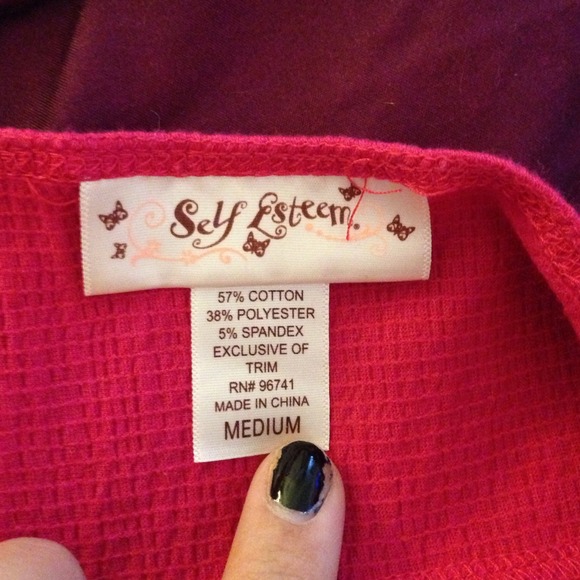 Self Esteem.
57% COTTON
38% POLYESTER
5% SPANDEX
EXCLUSIVE OF
TRIM
RN# 96741
MADE IN CHINA
MEDIUM